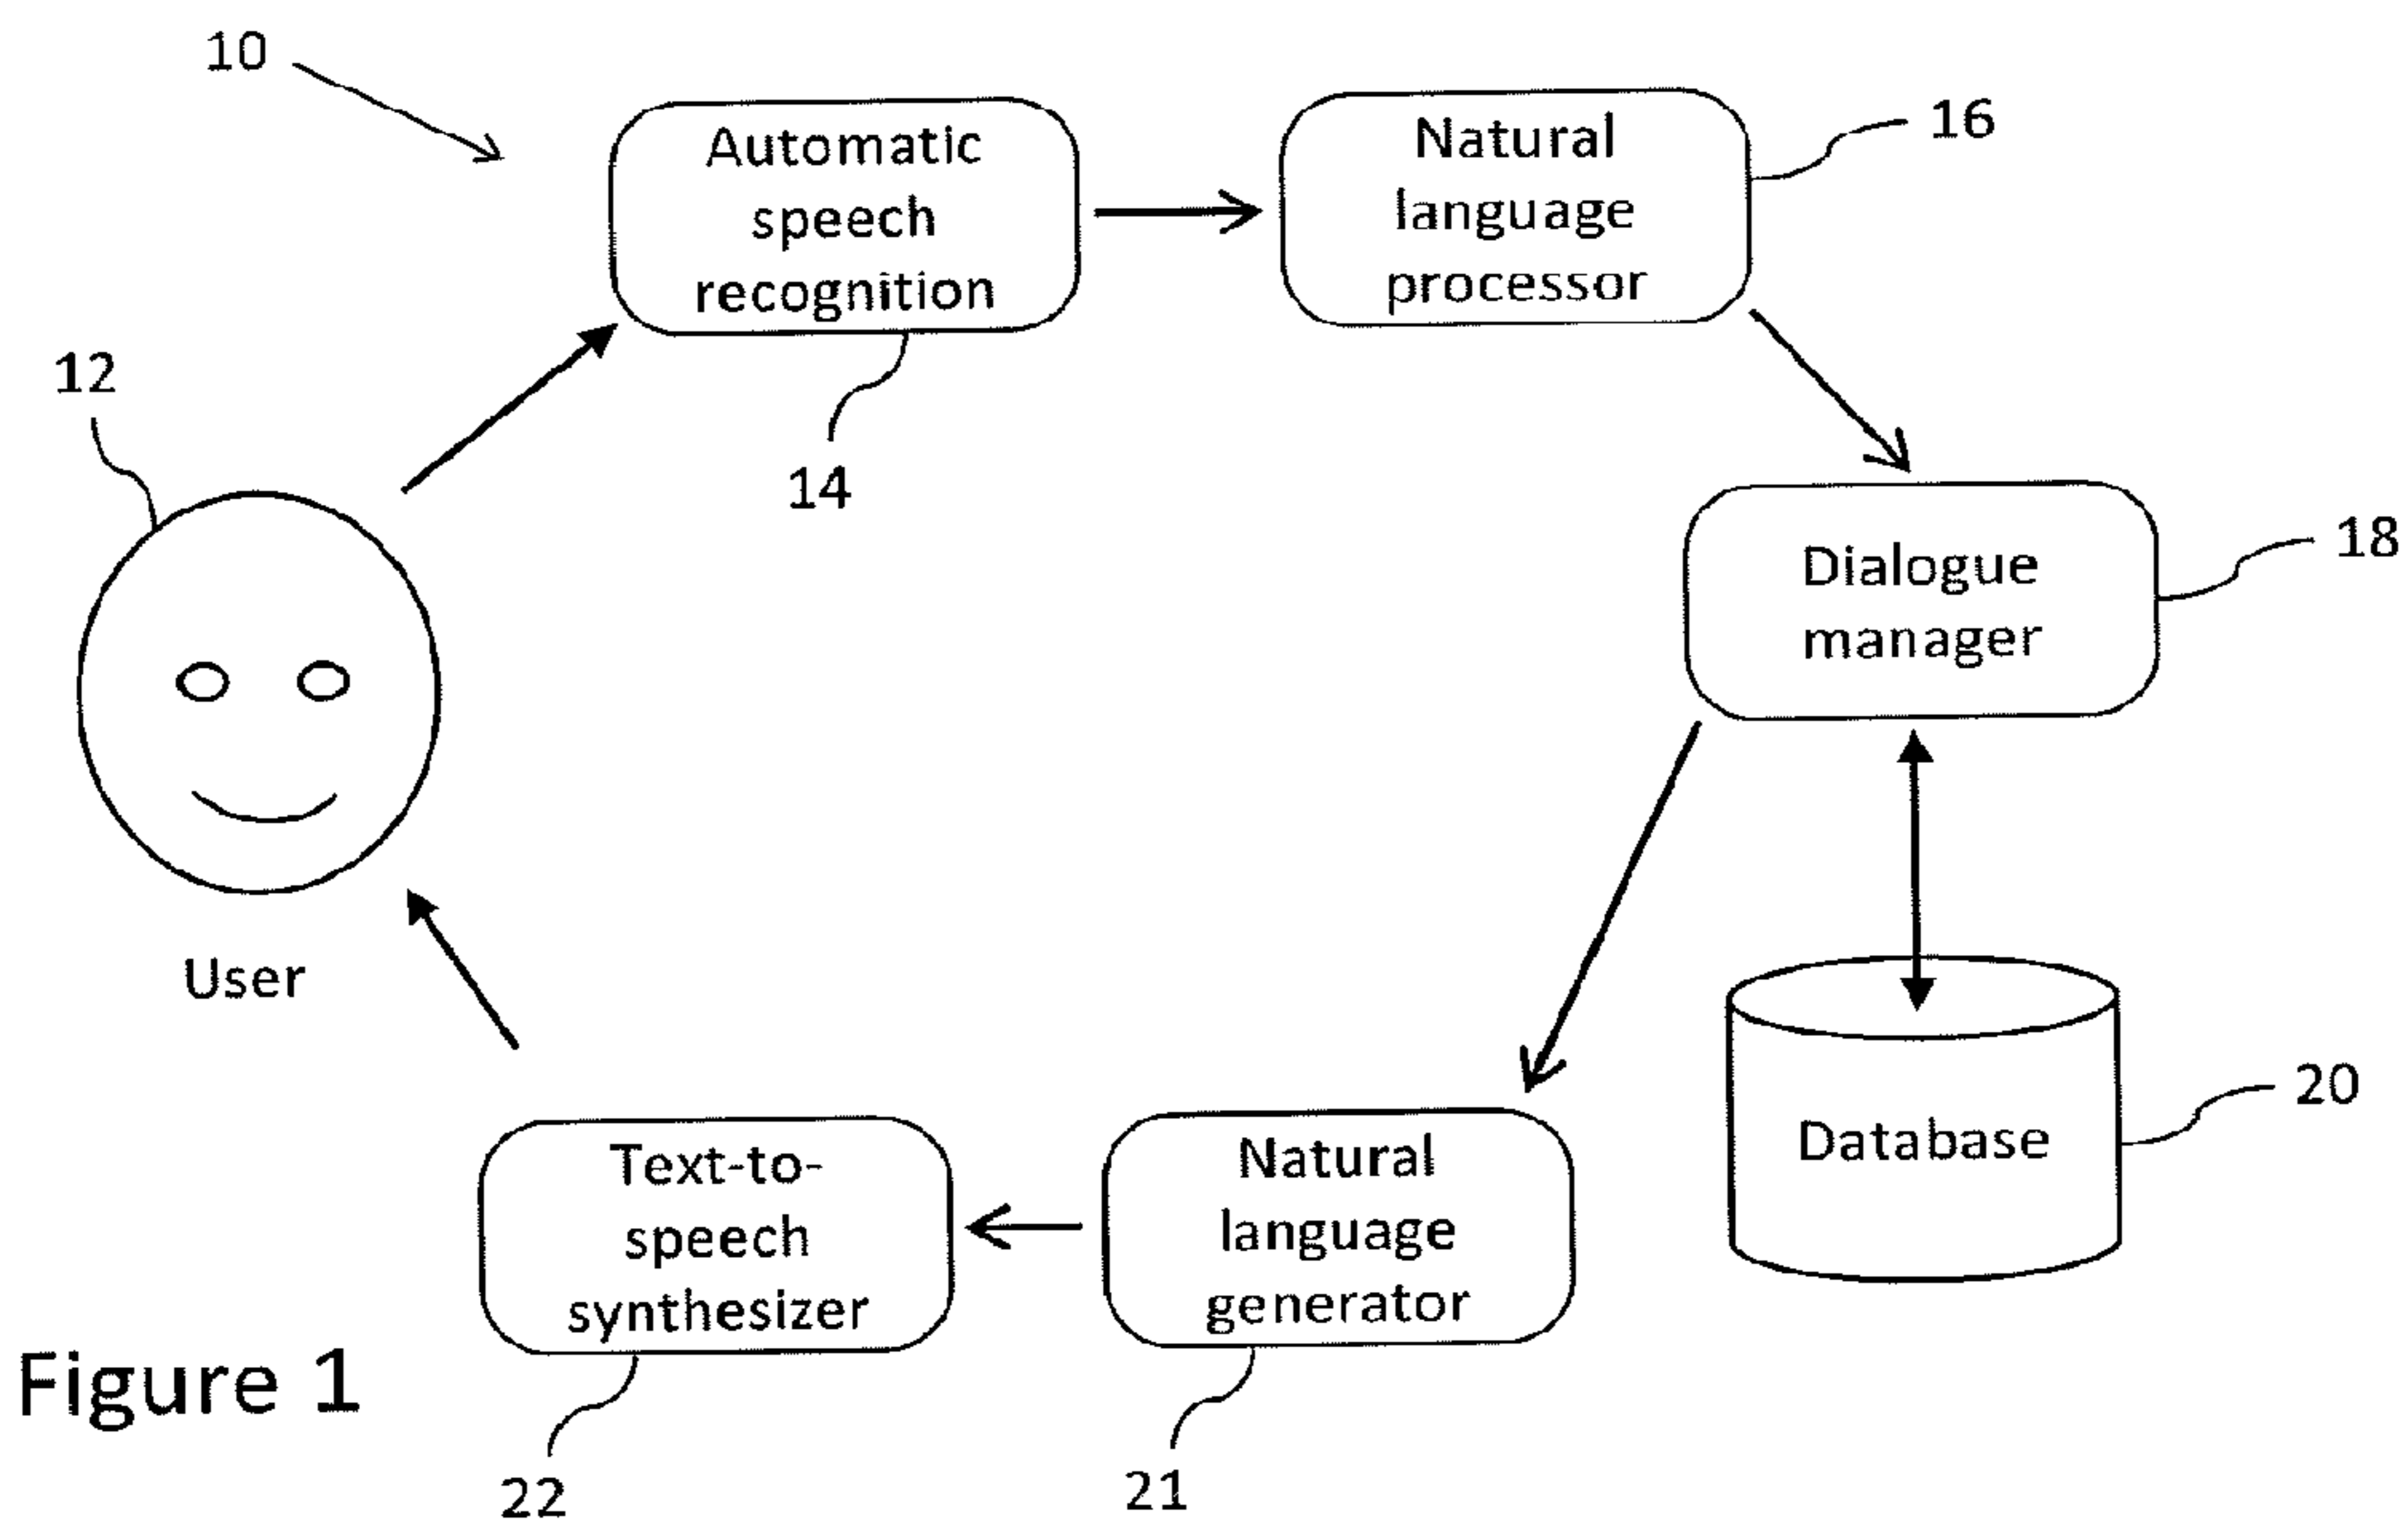 10
Automatic
speech
recognition
14
Natural
language
processor
16
12
User
Dialogue
manager
18
Database
20
Natural
language
generator
21
Text-to-
speech
synthesizer
22
Figure 1